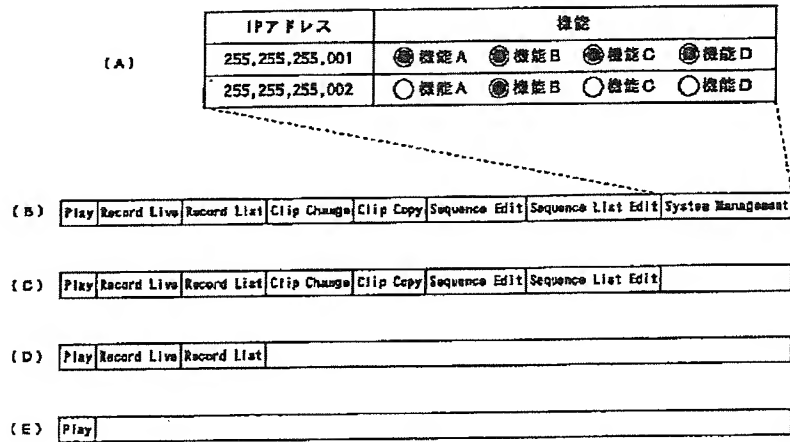 IPアドレス 機能
(A)
255,255,255,001 機能A 機能B 機能C 機能D
255,255,255,002 機能A 機能B 機能C 機能D
(B) Play Record Live Record List Clip Change Clip Copy Sequence Edit Sequence List Edit System Management
(C) Play Record Live Record List Clip Change Clip Copy Sequence Edit Sequence List Edit
(D) Play Record Live Record List
(E) Play